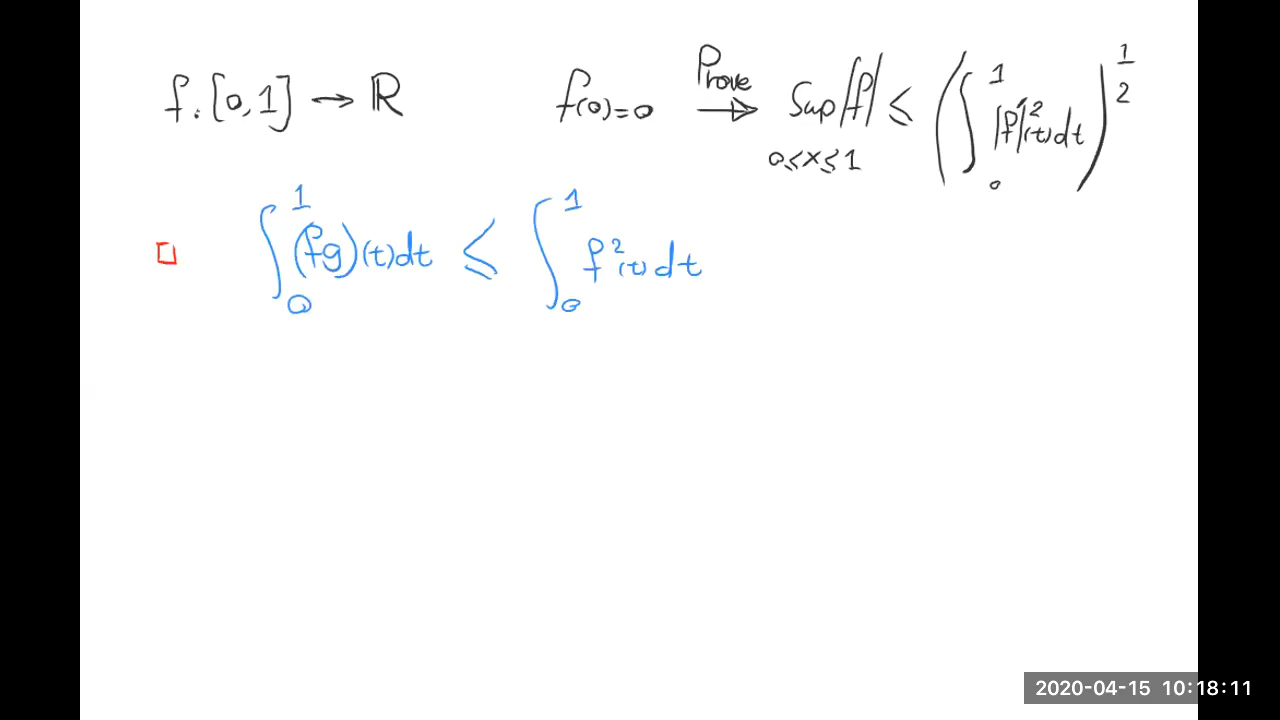 f: [0,1] → ℝ f(0)=0 Prove → Sup|f| ≤ (∫₀¹ |f'|²(t)dt)^{1/2}
0≤x≤1
□ ∫₀¹ (fg)(t)dt ≤ ∫₀¹ f²(t)dt
2020-04-15 10:18:11